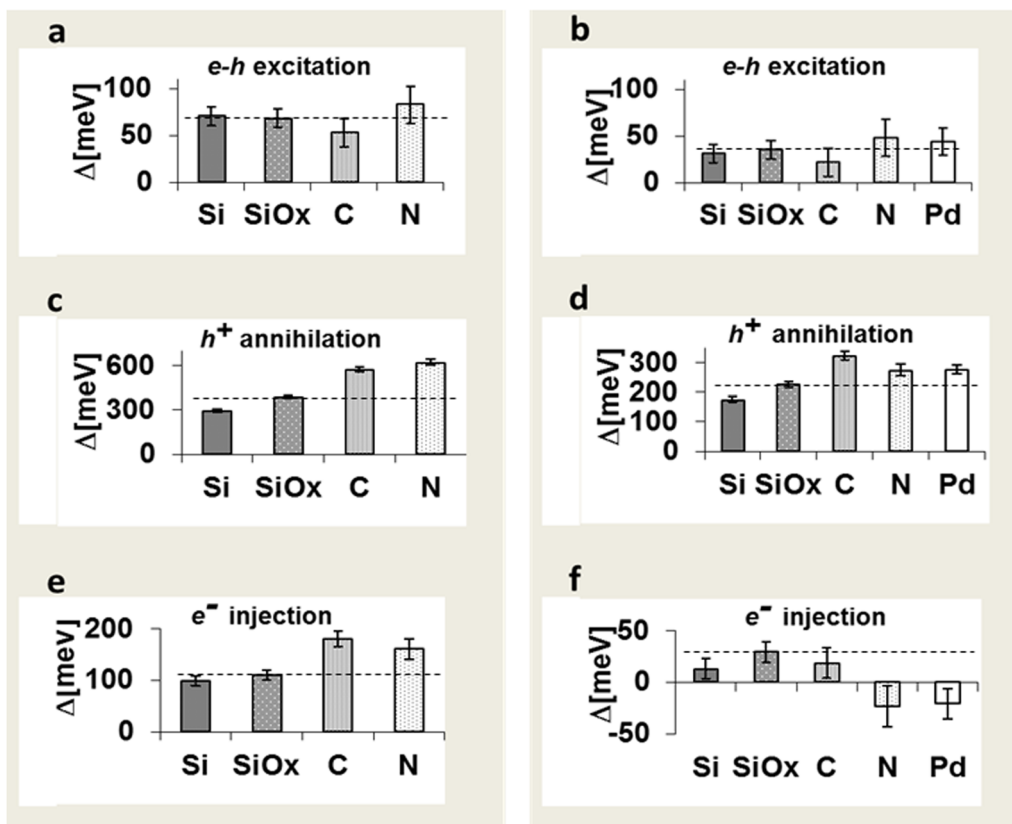 a
e-h excitation
Δ[meV]
100
50
0
Si SiOx C N
b
e-h excitation
Δ[meV]
100
50
0
Si SiOx C N Pd
c
h+ annihilation
Δ[meV]
600
300
0
Si SiOx C N
d
h+ annihilation
Δ[meV]
300
200
100
0
Si SiOx C N Pd
e
e- injection
Δ[meV]
200
100
0
Si SiOx C N
f
e- injection
Δ[meV]
50
0
-50
Si SiOx C N Pd